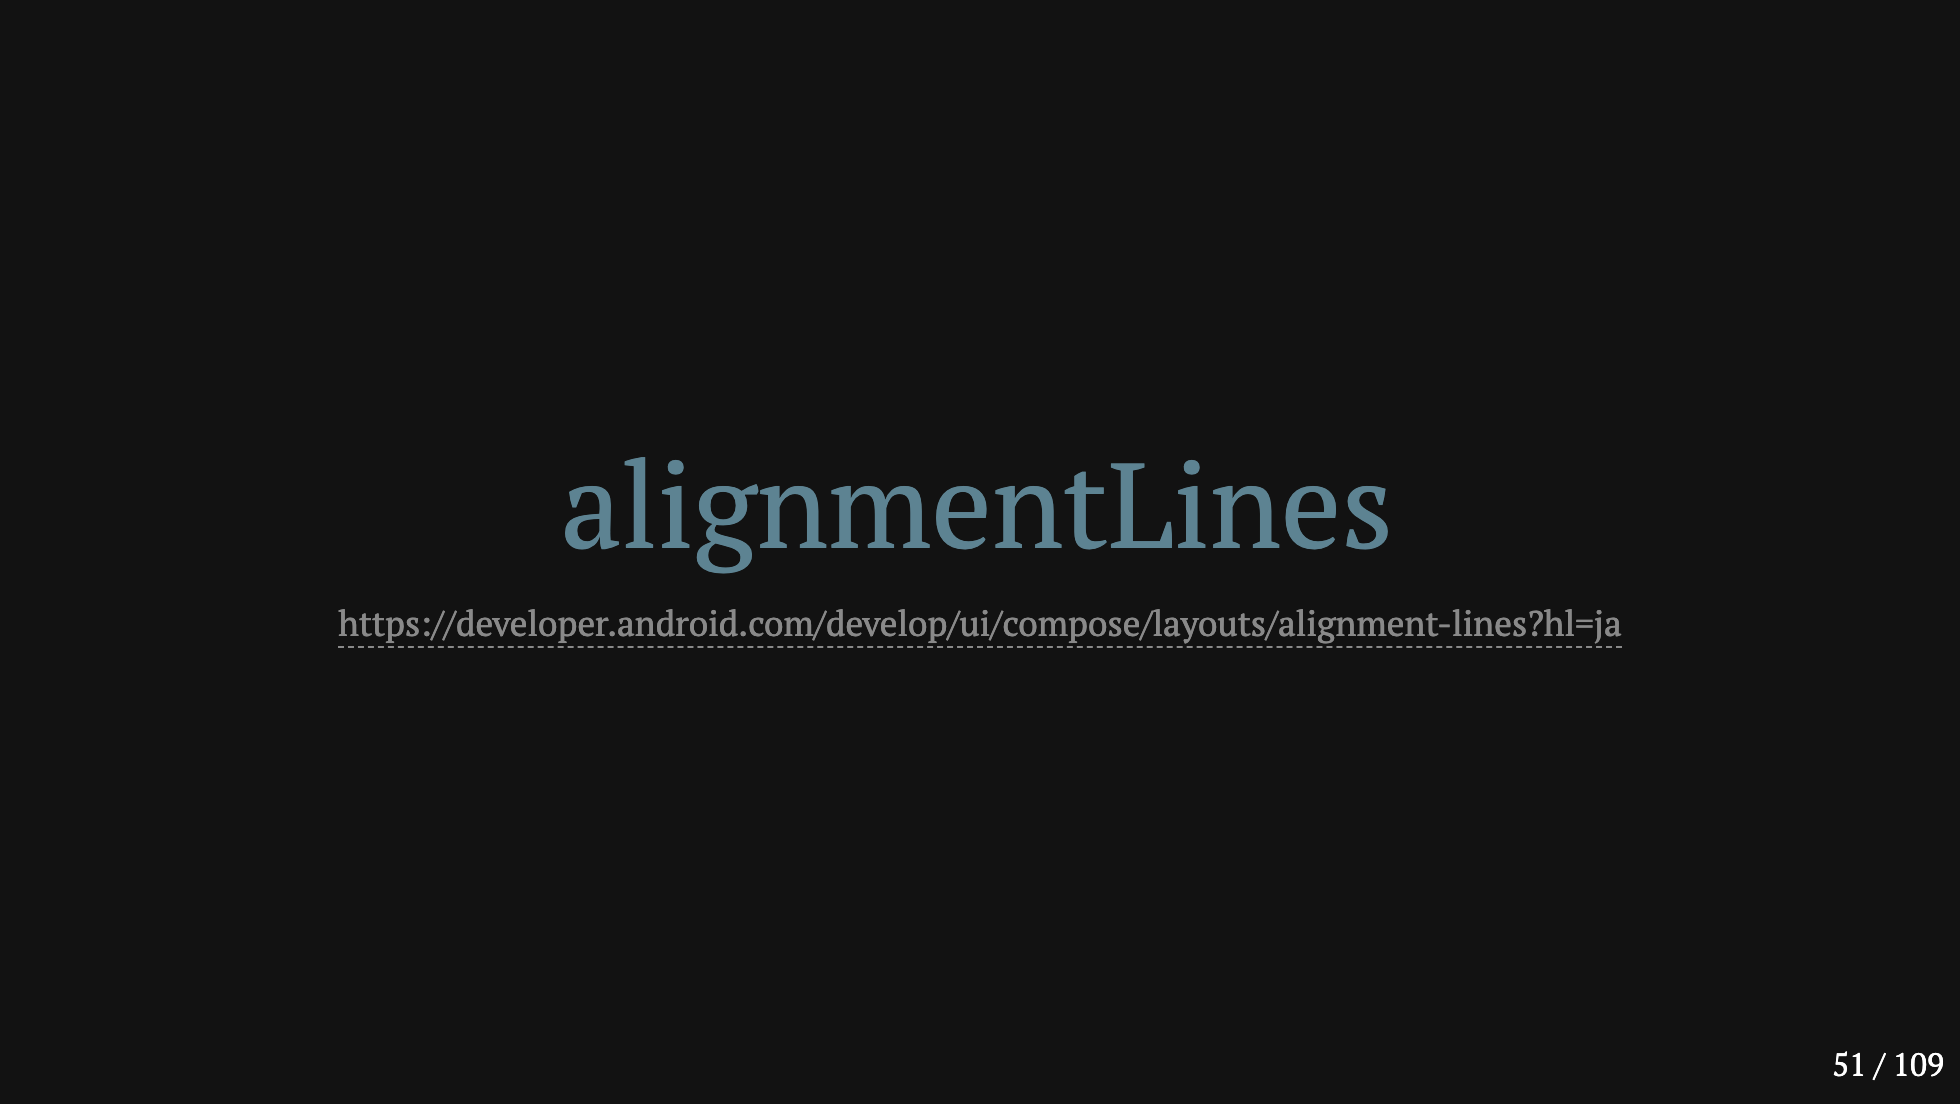 alignmentLines
https://developer.android.com/develop/ui/compose/layouts/alignment-lines?hl=ja
51 / 109